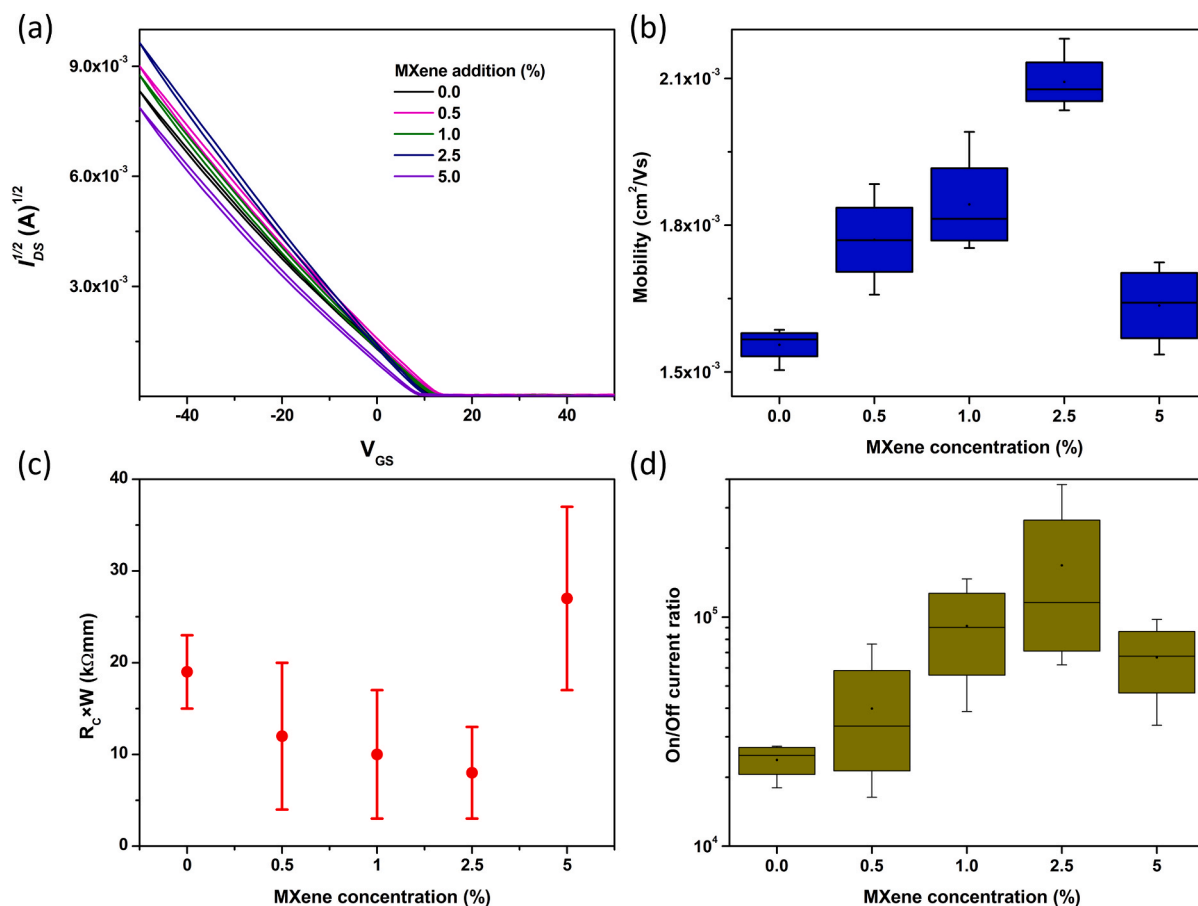 (a)
9.0x10⁻³
6.0x10⁻³
3.0x10⁻³
I_DS^1/2 (A)^1/2
-40 -20 0 20 40
V_GS
MXene addition (%)
0.0
0.5
1.0
2.5
5.0
(b)
2.1x10⁻³
1.8x10⁻³
1.5x10⁻³
Mobility (cm²/Vs)
0.0 0.5 1.0 2.5 5
MXene concentration (%)
(c)
40
30
20
10
0
R_C×W (kΩmm)
0 0.5 1 2.5 5
MXene concentration (%)
(d)
10⁵
10⁴
On/Off current ratio
0.0 0.5 1.0 2.5 5
MXene concentration (%)